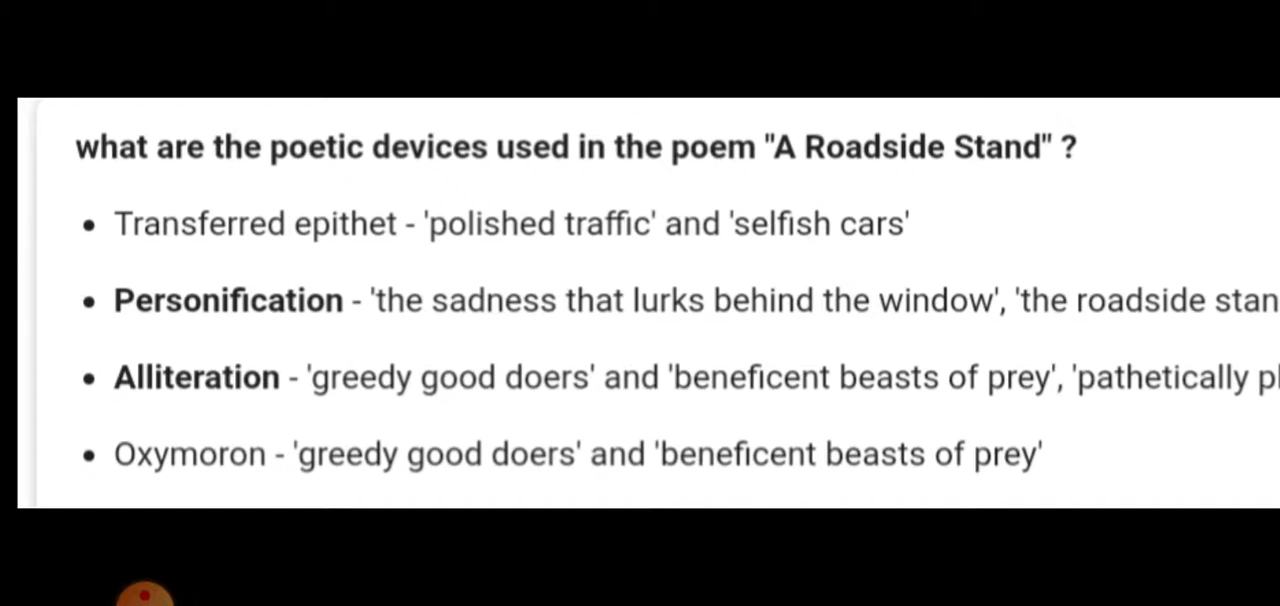 what are the poetic devices used in the poem "A Roadside Stand" ?
• Transferred epithet - 'polished traffic' and 'selfish cars'
• Personification - 'the sadness that lurks behind the window', 'the roadside stan
• Alliteration - 'greedy good doers' and 'beneficent beasts of prey', 'pathetically pl
• Oxymoron - 'greedy good doers' and 'beneficent beasts of prey'